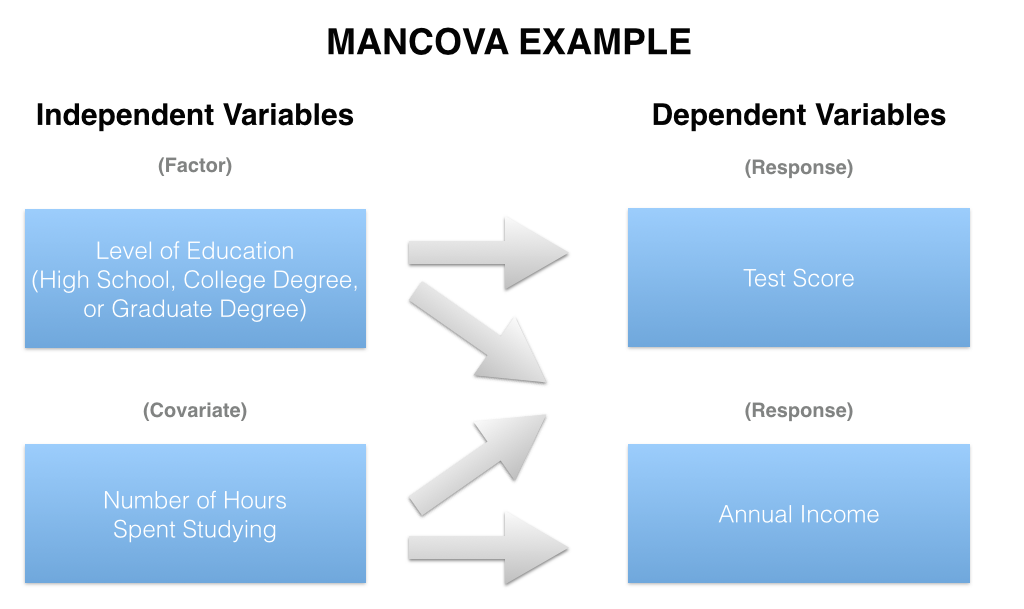 MANCOVA EXAMPLE
Independent Variables
Dependent Variables
(Factor)
(Response)
Level of Education
(High School, College Degree,
or Graduate Degree)
Test Score
(Covariate)
(Response)
Number of Hours
Spent Studying
Annual Income